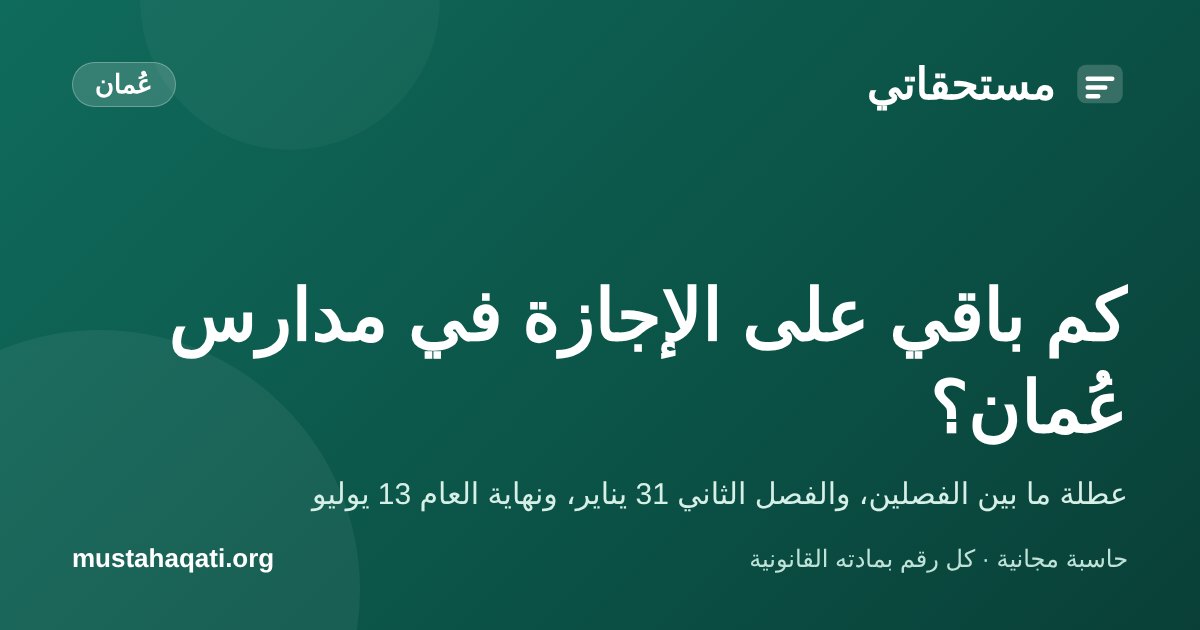 مستحقاتي
عُمان
كم باقي على الإجازة في مدارس
عُمان؟
عطلة ما بين الفصلين، والفصل الثاني 31 يناير، ونهاية العام 13 يوليو
حاسبة مجانية · كل رقم بمادته القانونية
mustahaqati.org